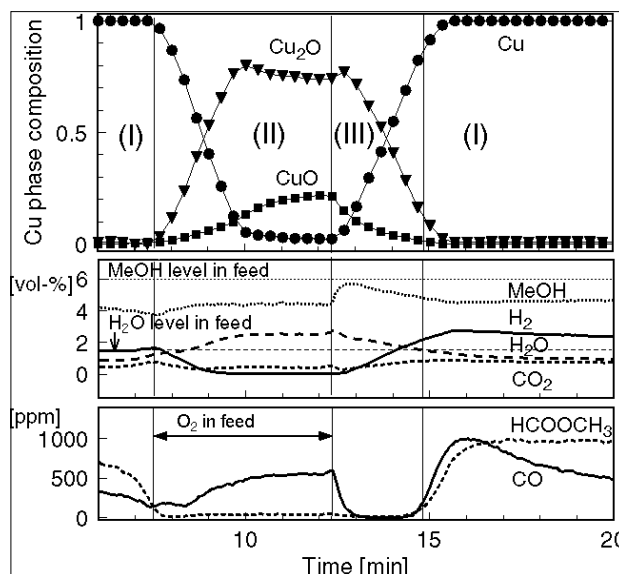 Cu phase composition
1
0.5
0
Cu₂O
Cu
(I)
(II)
(III)
(I)
CuO
[vol-%]
6
4
2
0
MeOH level in feed
MeOH
H₂O level in feed
H₂
H₂O
CO₂
[ppm]
1000
500
0
O₂ in feed
HCOOCH₃
CO
10
15
20
Time [min]